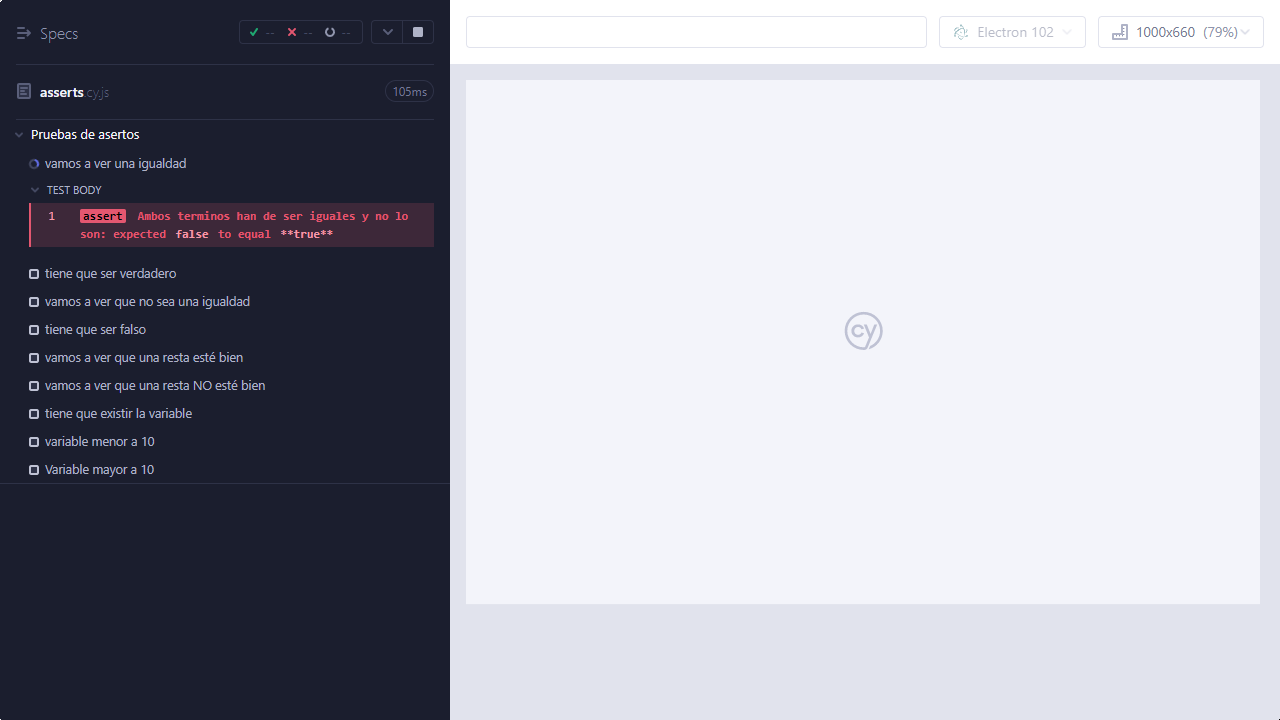 Specs
-- -- --
Electron 102
1000x660 (79%)
asserts.cy.js
105ms
Pruebas de asertos
vamos a ver una igualdad
TEST BODY
1 assert Ambos terminos han de ser iguales y no lo
son: expected false to equal **true**
tiene que ser verdadero
vamos a ver que no sea una igualdad
tiene que ser falso
vamos a ver que una resta esté bien
vamos a ver que una resta NO esté bien
tiene que existir la variable
variable menor a 10
Variable mayor a 10
cy